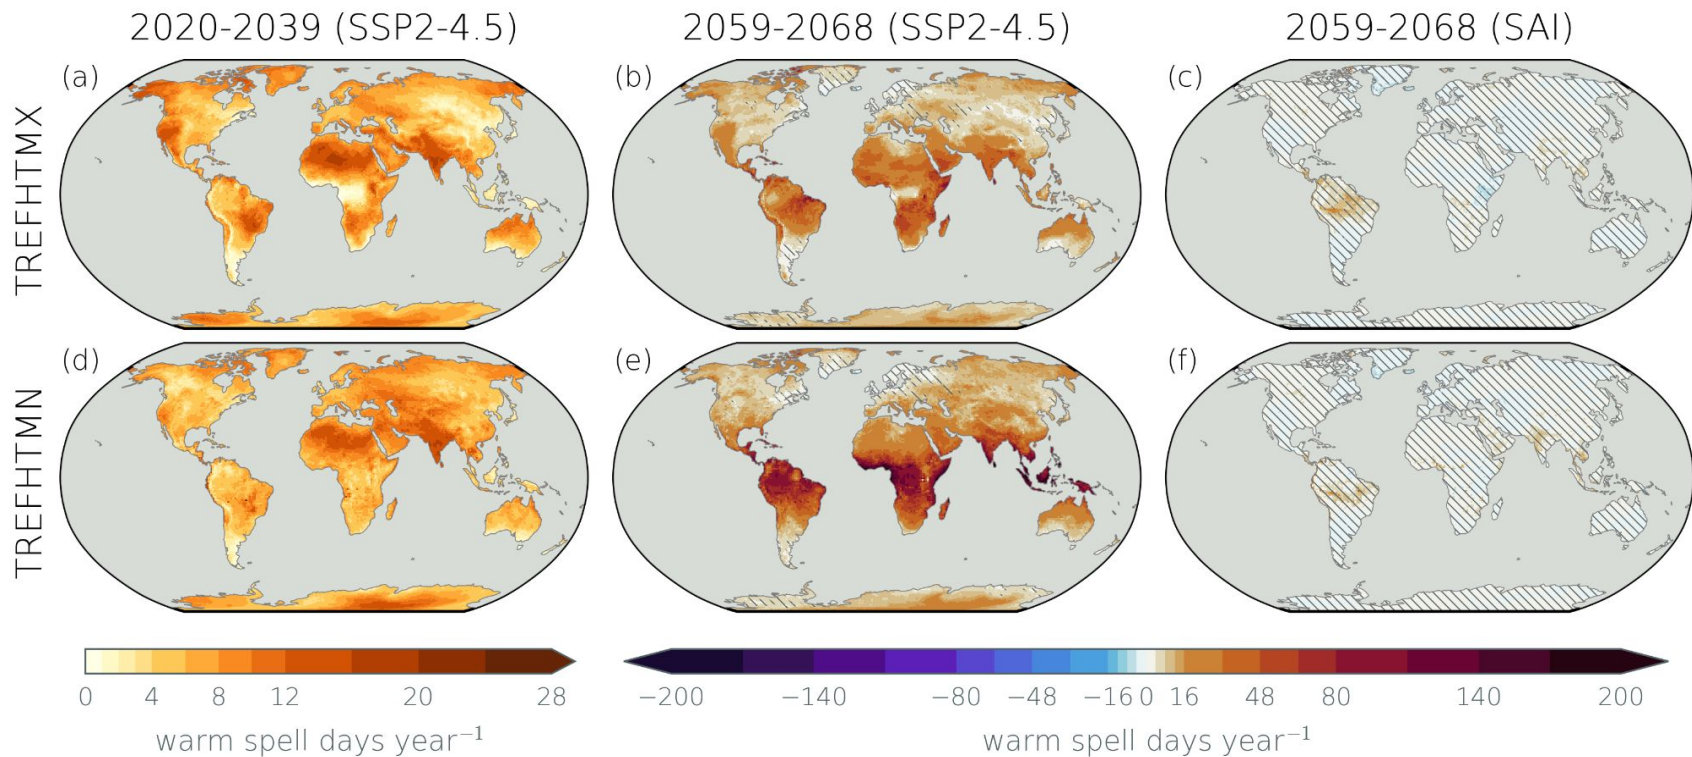 2020-2039 (SSP2-4.5)
2059-2068 (SSP2-4.5)
2059-2068 (SAI)
TREFHTMX
(a)
(b)
(c)
TREFHTMN
(d)
(e)
(f)
0 4 8 12 20 28
warm spell days year⁻¹
−200 −140 −80 −48 −16 0 16 48 80 140 200
warm spell days year⁻¹